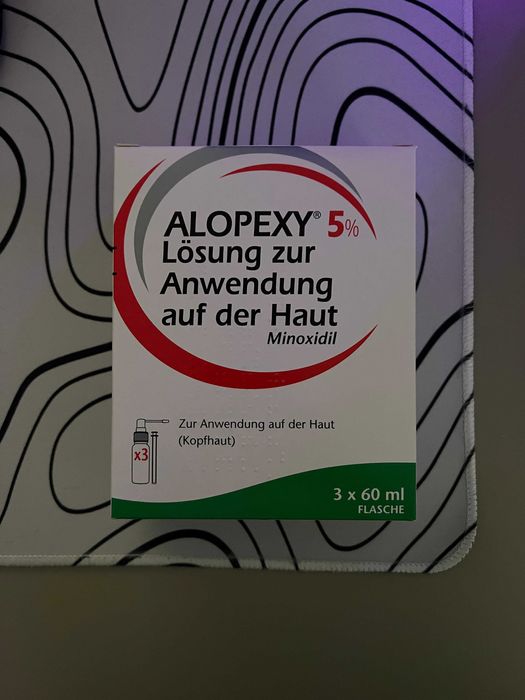 ALOPEXY® 5%
Lösung zur
Anwendung
auf der Haut
Minoxidil
Zur Anwendung auf der Haut
(Kopfhaut)
x3
3 x 60 ml
FLASCHE